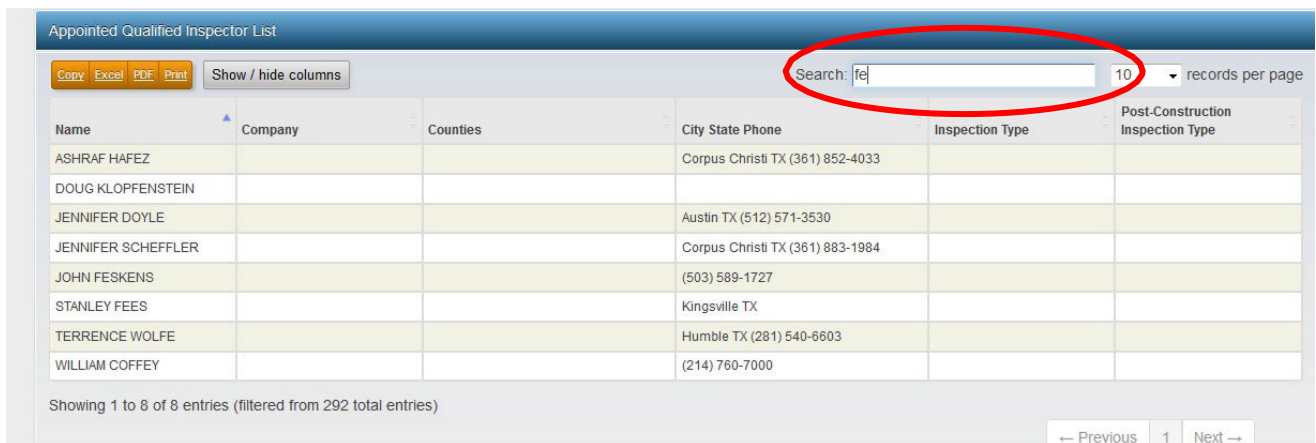 Appointed Qualified Inspector List
Copy Excel PDF Print Show / hide columns Search: fe 10 records per page
Name Company Counties City State Phone Inspection Type Post-Construction Inspection Type
ASHRAF HAFEZ Corpus Christi TX (361) 852-4033
DOUG KLOPFENSTEIN
JENNIFER DOYLE Austin TX (512) 571-3530
JENNIFER SCHEFFLER Corpus Christi TX (361) 883-1984
JOHN FESKENS (503) 589-1727
STANLEY FEES Kingsville TX
TERRENCE WOLFE Humble TX (281) 540-6603
WILLIAM COFFEY (214) 760-7000
Showing 1 to 8 of 8 entries (filtered from 292 total entries)
← Previous 1 Next →